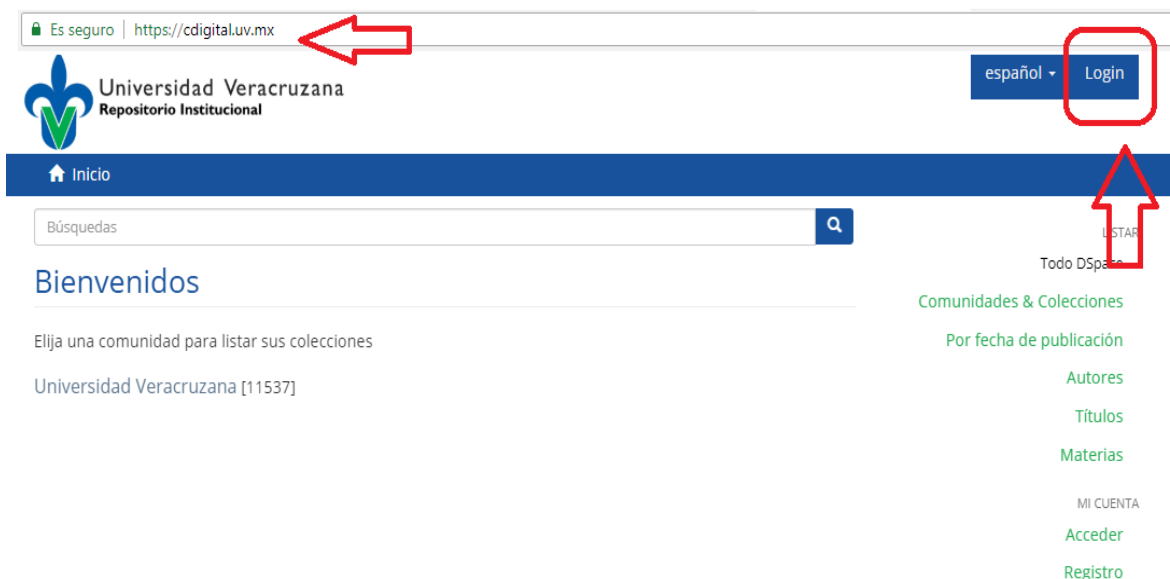 Es seguro | https://cdigital.uv.mx
Universidad Veracruzana
Repositorio Institucional
español
Login
Inicio
Búsquedas
Bienvenidos
Elija una comunidad para listar sus colecciones
Universidad Veracruzana [11537]
LISTAR
Todo DSpace
Comunidades & Colecciones
Por fecha de publicación
Autores
Títulos
Materias
MI CUENTA
Acceder
Registro